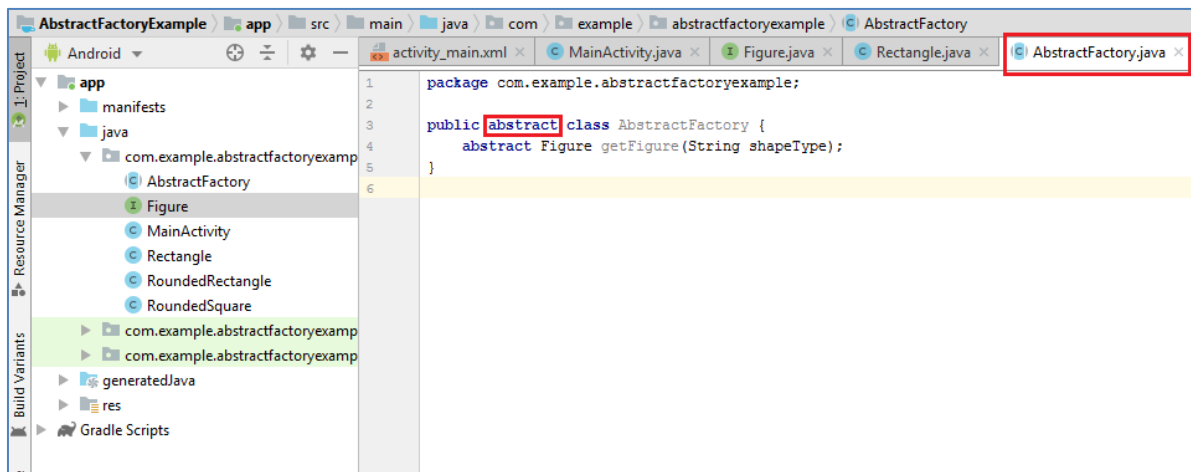 AbstractFactoryExample app src main java com example abstractfactoryexample AbstractFactory
Android
activity_main.xml
MainActivity.java
Figure.java
Rectangle.java
AbstractFactory.java
1: Project
Resource Manager
Build Variants
app
manifests
java
com.example.abstractfactoryexamp
AbstractFactory
Figure
MainActivity
Rectangle
RoundedRectangle
RoundedSquare
com.example.abstractfactoryexamp
com.example.abstractfactoryexamp
generatedJava
res
Gradle Scripts
1 package com.example.abstractfactoryexample;
2
3 public abstract class AbstractFactory {
4 abstract Figure getFigure(String shapeType);
5 }
6